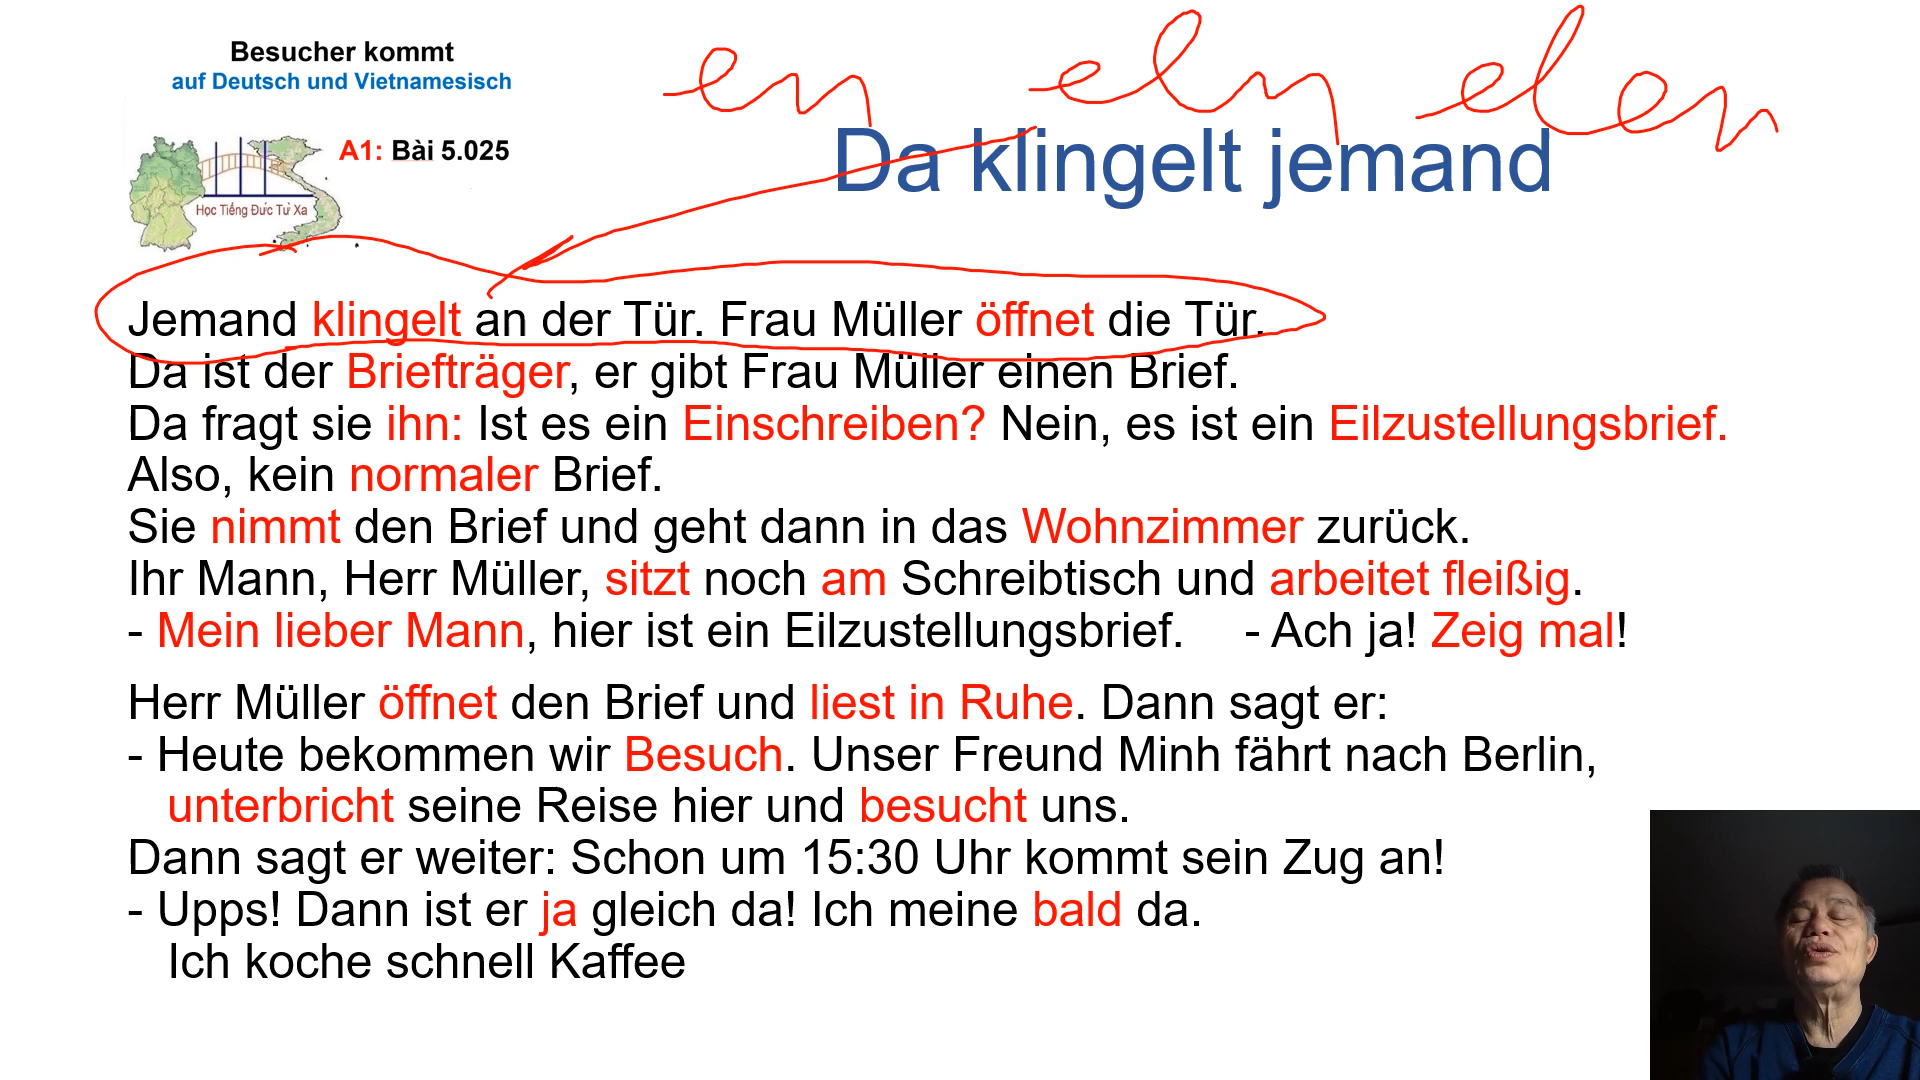 Besucher kommt
auf Deutsch und Vietnamesisch
A1: Bài 5.025
Học Tiếng Đức Từ Xa
en eln den
Da klingelt jemand
Jemand klingelt an der Tür. Frau Müller öffnet die Tür.
Da ist der Briefträger, er gibt Frau Müller einen Brief.
Da fragt sie ihn: Ist es ein Einschreiben? Nein, es ist ein Eilzustellungsbrief.
Also, kein normaler Brief.
Sie nimmt den Brief und geht dann in das Wohnzimmer zurück.
Ihr Mann, Herr Müller, sitzt noch am Schreibtisch und arbeitet fleißig.
- Mein lieber Mann, hier ist ein Eilzustellungsbrief. - Ach ja! Zeig mal!
Herr Müller öffnet den Brief und liest in Ruhe. Dann sagt er:
- Heute bekommen wir Besuch. Unser Freund Minh fährt nach Berlin,
unterbricht seine Reise hier und besucht uns.
Dann sagt er weiter: Schon um 15:30 Uhr kommt sein Zug an!
- Upps! Dann ist er ja gleich da! Ich meine bald da.
Ich koche schnell Kaffee